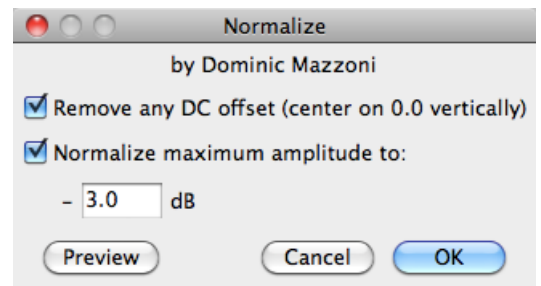 Normalize
by Dominic Mazzoni
Remove any DC offset (center on 0.0 vertically)
Normalize maximum amplitude to:
- 3.0 dB
Preview Cancel OK